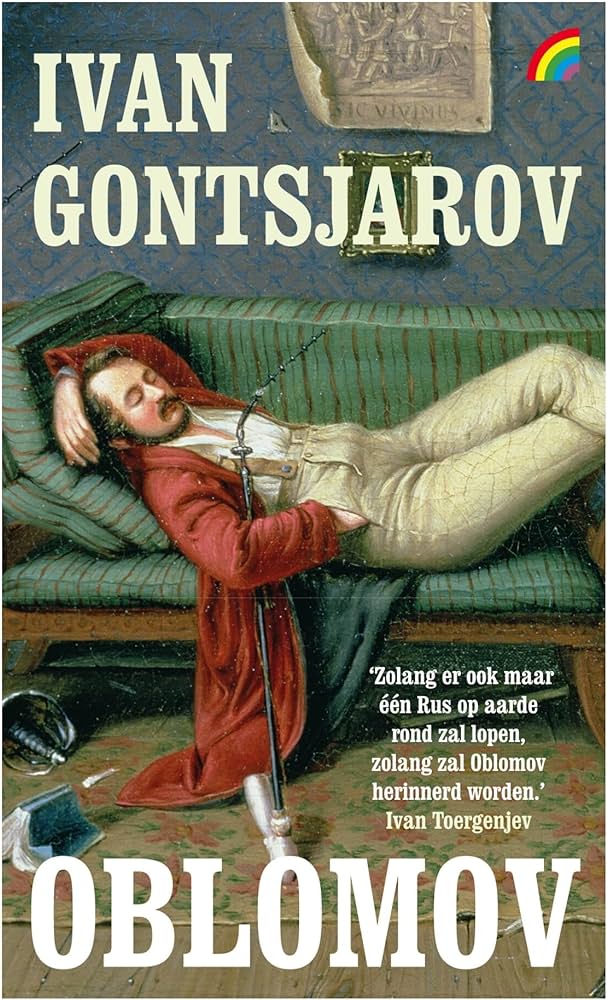 SIC VIVIMUS
IVAN
GONTSJAROV
‘Zolang er ook maar
één Rus op aarde
rond zal lopen,
zolang zal Oblomov
herinnerd worden.’
Ivan Toergenjev
OBLOMOV